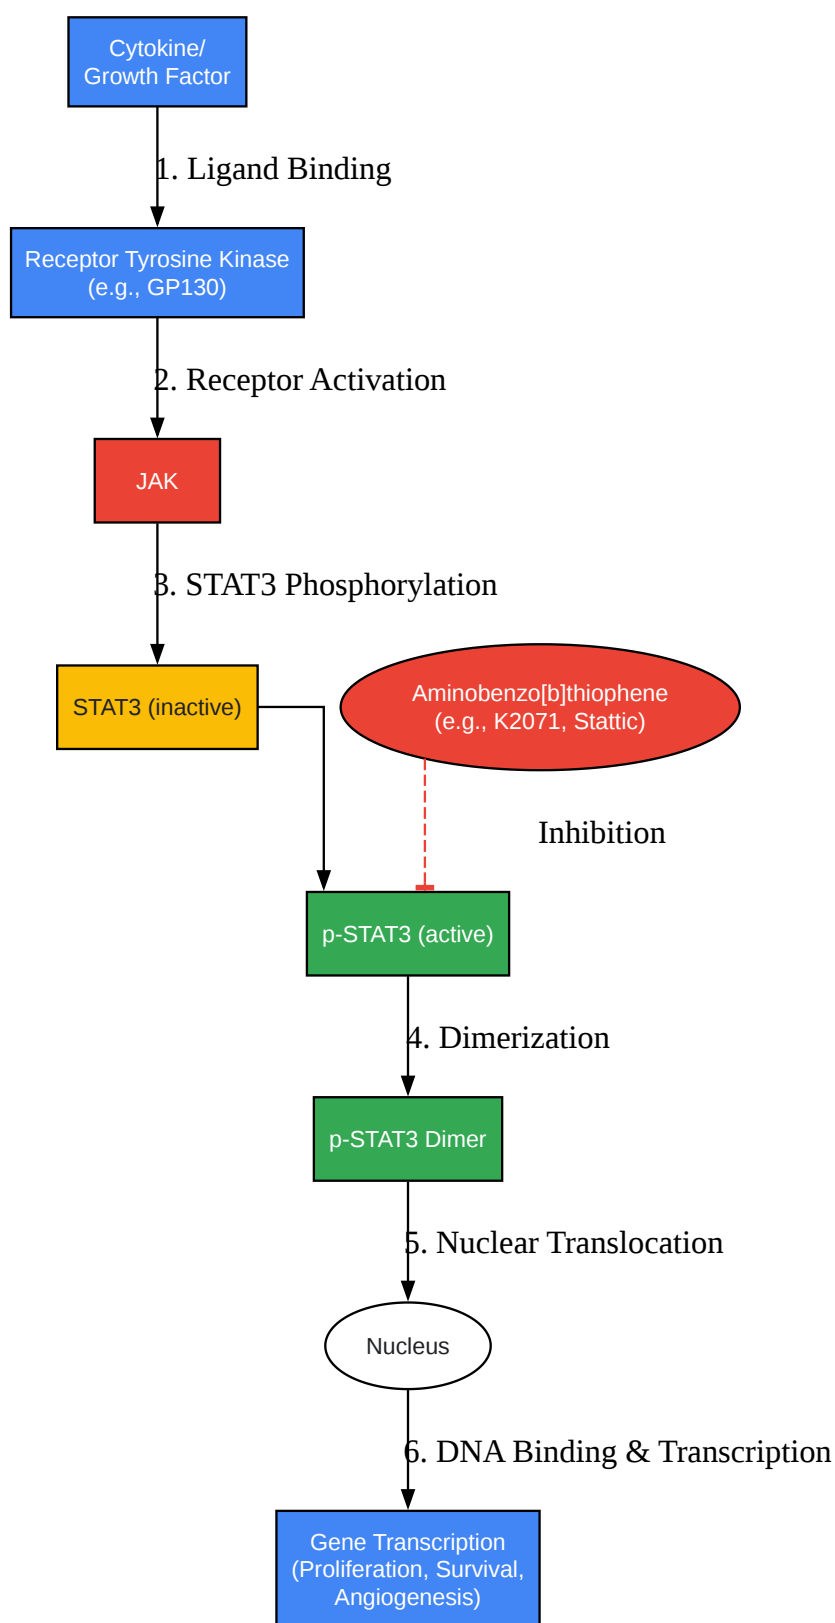 Cytokine/
Growth Factor
1. Ligand Binding
Receptor Tyrosine Kinase
(e.g., GP130)
2. Receptor Activation
JAK
3. STAT3 Phosphorylation
STAT3 (inactive)
Aminobenzo[b]thiophene
(e.g., K2071, Stattic)
Inhibition
p-STAT3 (active)
4. Dimerization
p-STAT3 Dimer
5. Nuclear Translocation
Nucleus
6. DNA Binding & Transcription
Gene Transcription
(Proliferation, Survival,
Angiogenesis)